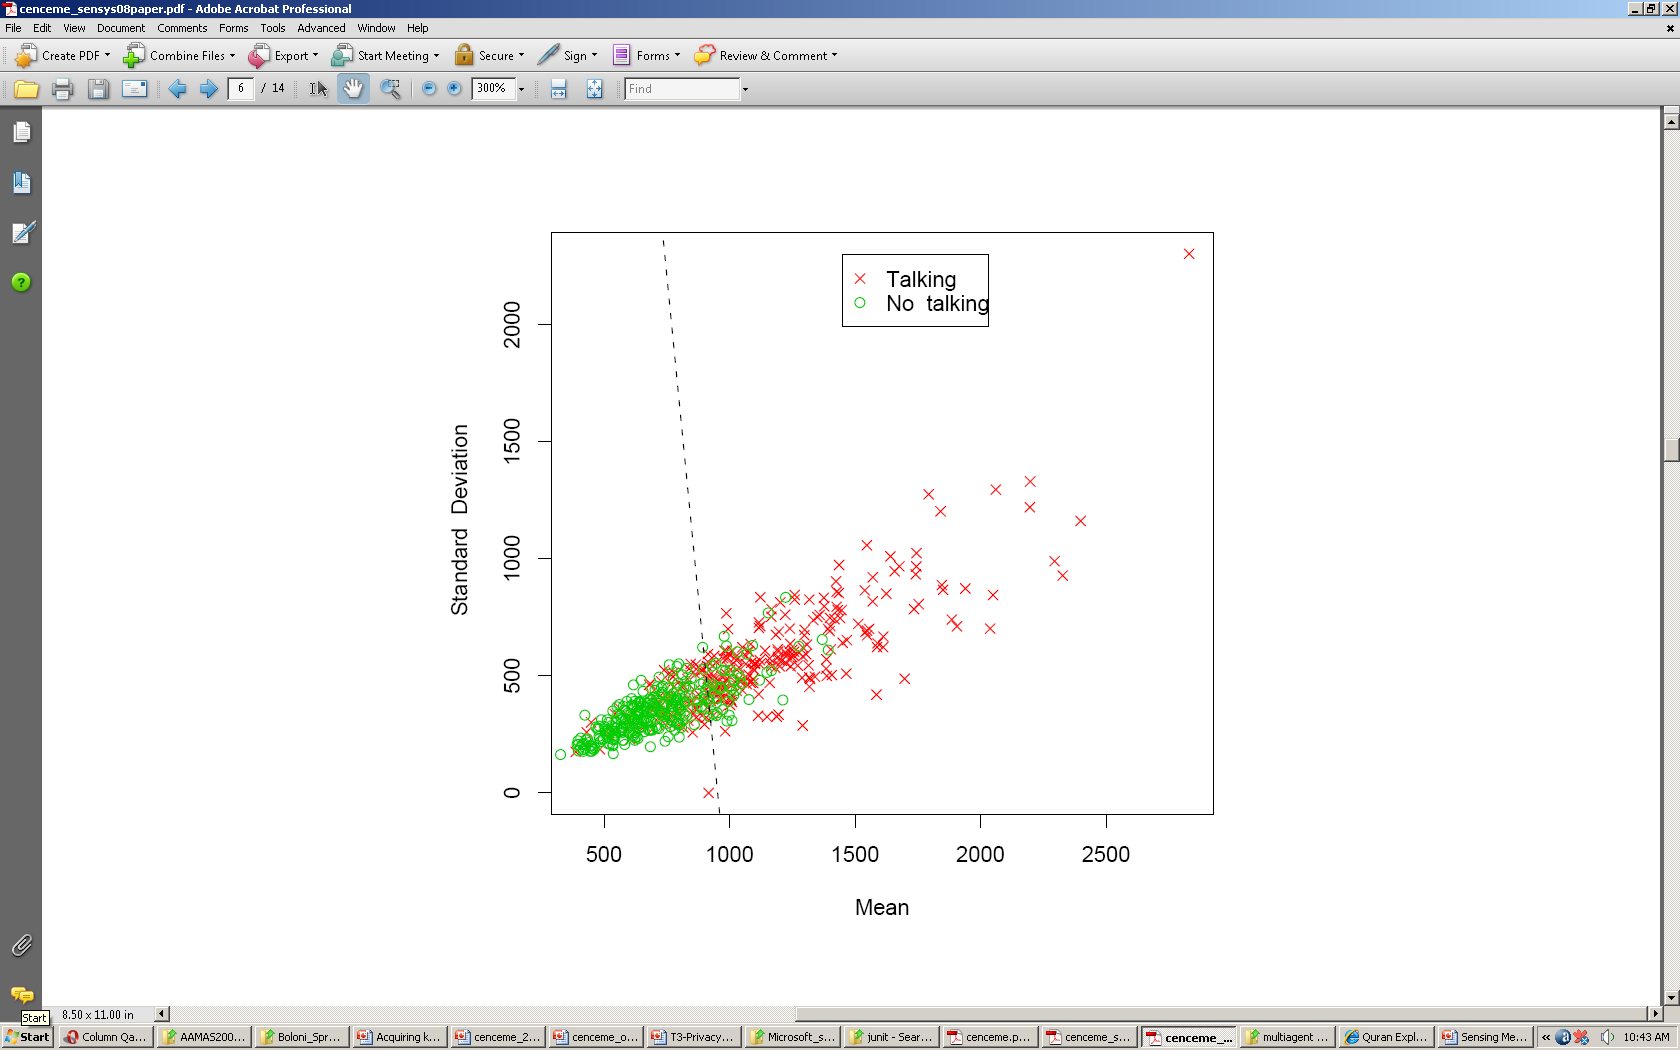 cenceme_sensys08paper.pdf - Adobe Acrobat Professional
File Edit View Document Comments Forms Tools Advanced Window Help
Create PDF Combine Files Export Start Meeting Secure Sign Forms Review & Comment
6 / 14 300% Find
Talking
No talking
Standard Deviation
2000
1500
1000
500
0
500 1000 1500 2000 2500
Mean
Start
8.50 x 11.00 in
Start Column Qa... AAMAS200... Boloni_Spr... Acquiring k... cenceme_2... cenceme_o... T3-Privacy... Microsoft_s... junit - Sear... cenceme.p... cenceme_s... cenceme_... multiagent ... Quran Expl... Sensing Me... « 10:43 AM